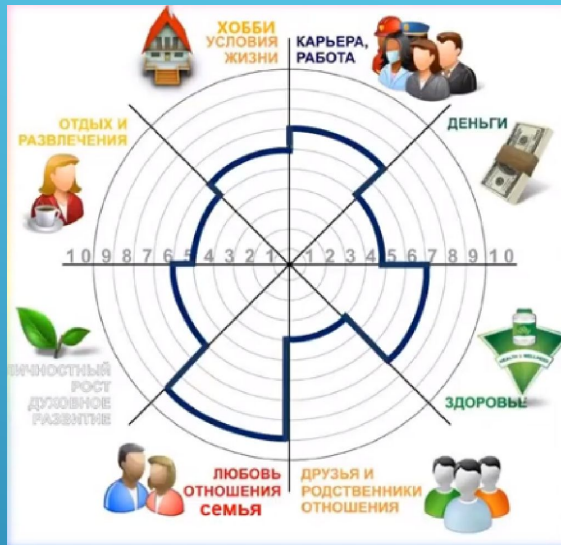 ХОББИ
УСЛОВИЯ
ЖИЗНИ
КАРЬЕРА,
РАБОТА
ОТДЫХ И
РАЗВЛЕЧЕНИЯ
ДЕНЬГИ
10 9 8 7 6 5 4 3 2 1 1 2 3 4 5 6 7 8 9 10
ЛИЧНОСТНЫЙ
РОСТ
ДУХОВНОЕ
РАЗВИТИЕ
HEALTH & WELLNESS
ЗДОРОВЬЕ
ЛЮБОВЬ
ОТНОШЕНИЯ
семья
ДРУЗЬЯ И
РОДСТВЕННИКИ
ОТНОШЕНИЯ